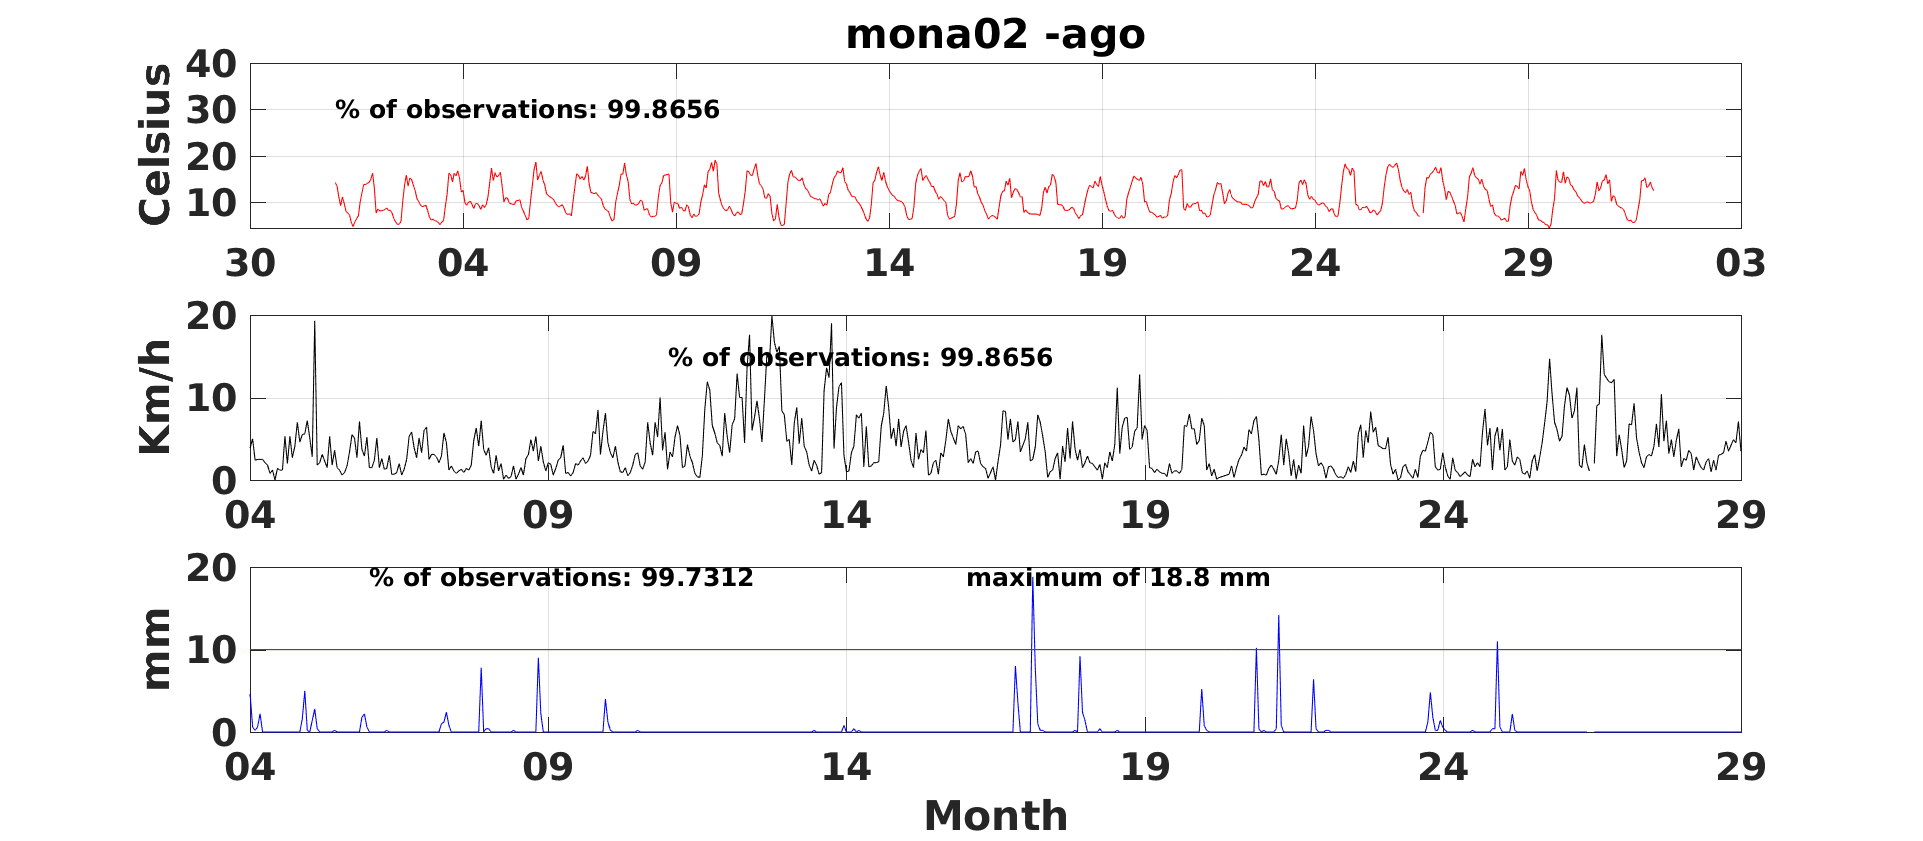 mona02 -ago
Celsius
40
30
20
10
% of observations: 99.8656
30 04 09 14 19 24 29 03
Km/h
20
10
0
% of observations: 99.8656
04 09 14 19 24 29
mm
20
10
0
% of observations: 99.7312 maximum of 18.8 mm
04 09 14 19 24 29
Month